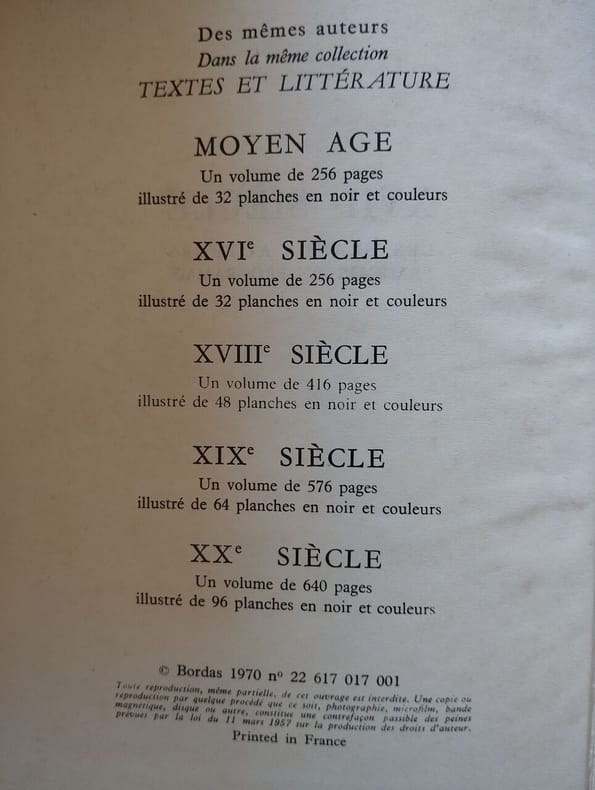 Des mêmes auteurs
Dans la même collection
TEXTES ET LITTÉRATURE
MOYEN AGE
Un volume de 256 pages
illustré de 32 planches en noir et couleurs
XVIe SIÈCLE
Un volume de 256 pages
illustré de 32 planches en noir et couleurs
XVIIIe SIÈCLE
Un volume de 416 pages
illustré de 48 planches en noir et couleurs
XIXe SIÈCLE
Un volume de 576 pages
illustré de 64 planches en noir et couleurs
XXe SIÈCLE
Un volume de 640 pages
illustré de 96 planches en noir et couleurs
© Bordas 1970 no 22 617 017 001
Toute reproduction, même partielle, de cet ouvrage est interdite. Une copie ou
reproduction par quelque procédé que ce soit, photographie, microfilm, bande
magnétique, disque ou autre, constitue une contrefaçon passible des peines
prévues par la loi du 11 mars 1957 sur la production des droits d'auteur.
Printed in France